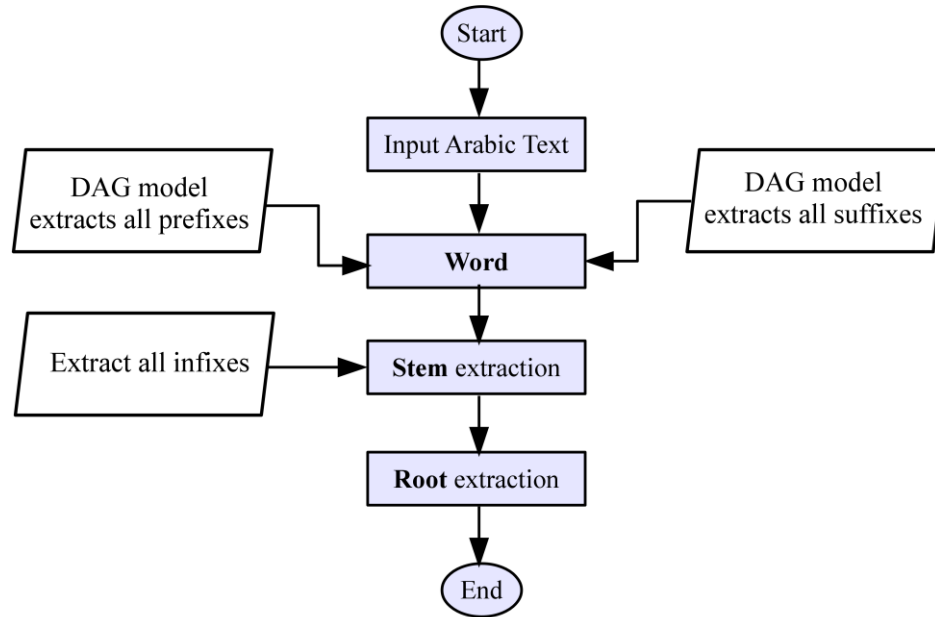 Start
Input Arabic Text
DAG model
extracts all prefixes
DAG model
extracts all suffixes
Word
Extract all infixes
Stem extraction
Root extraction
End